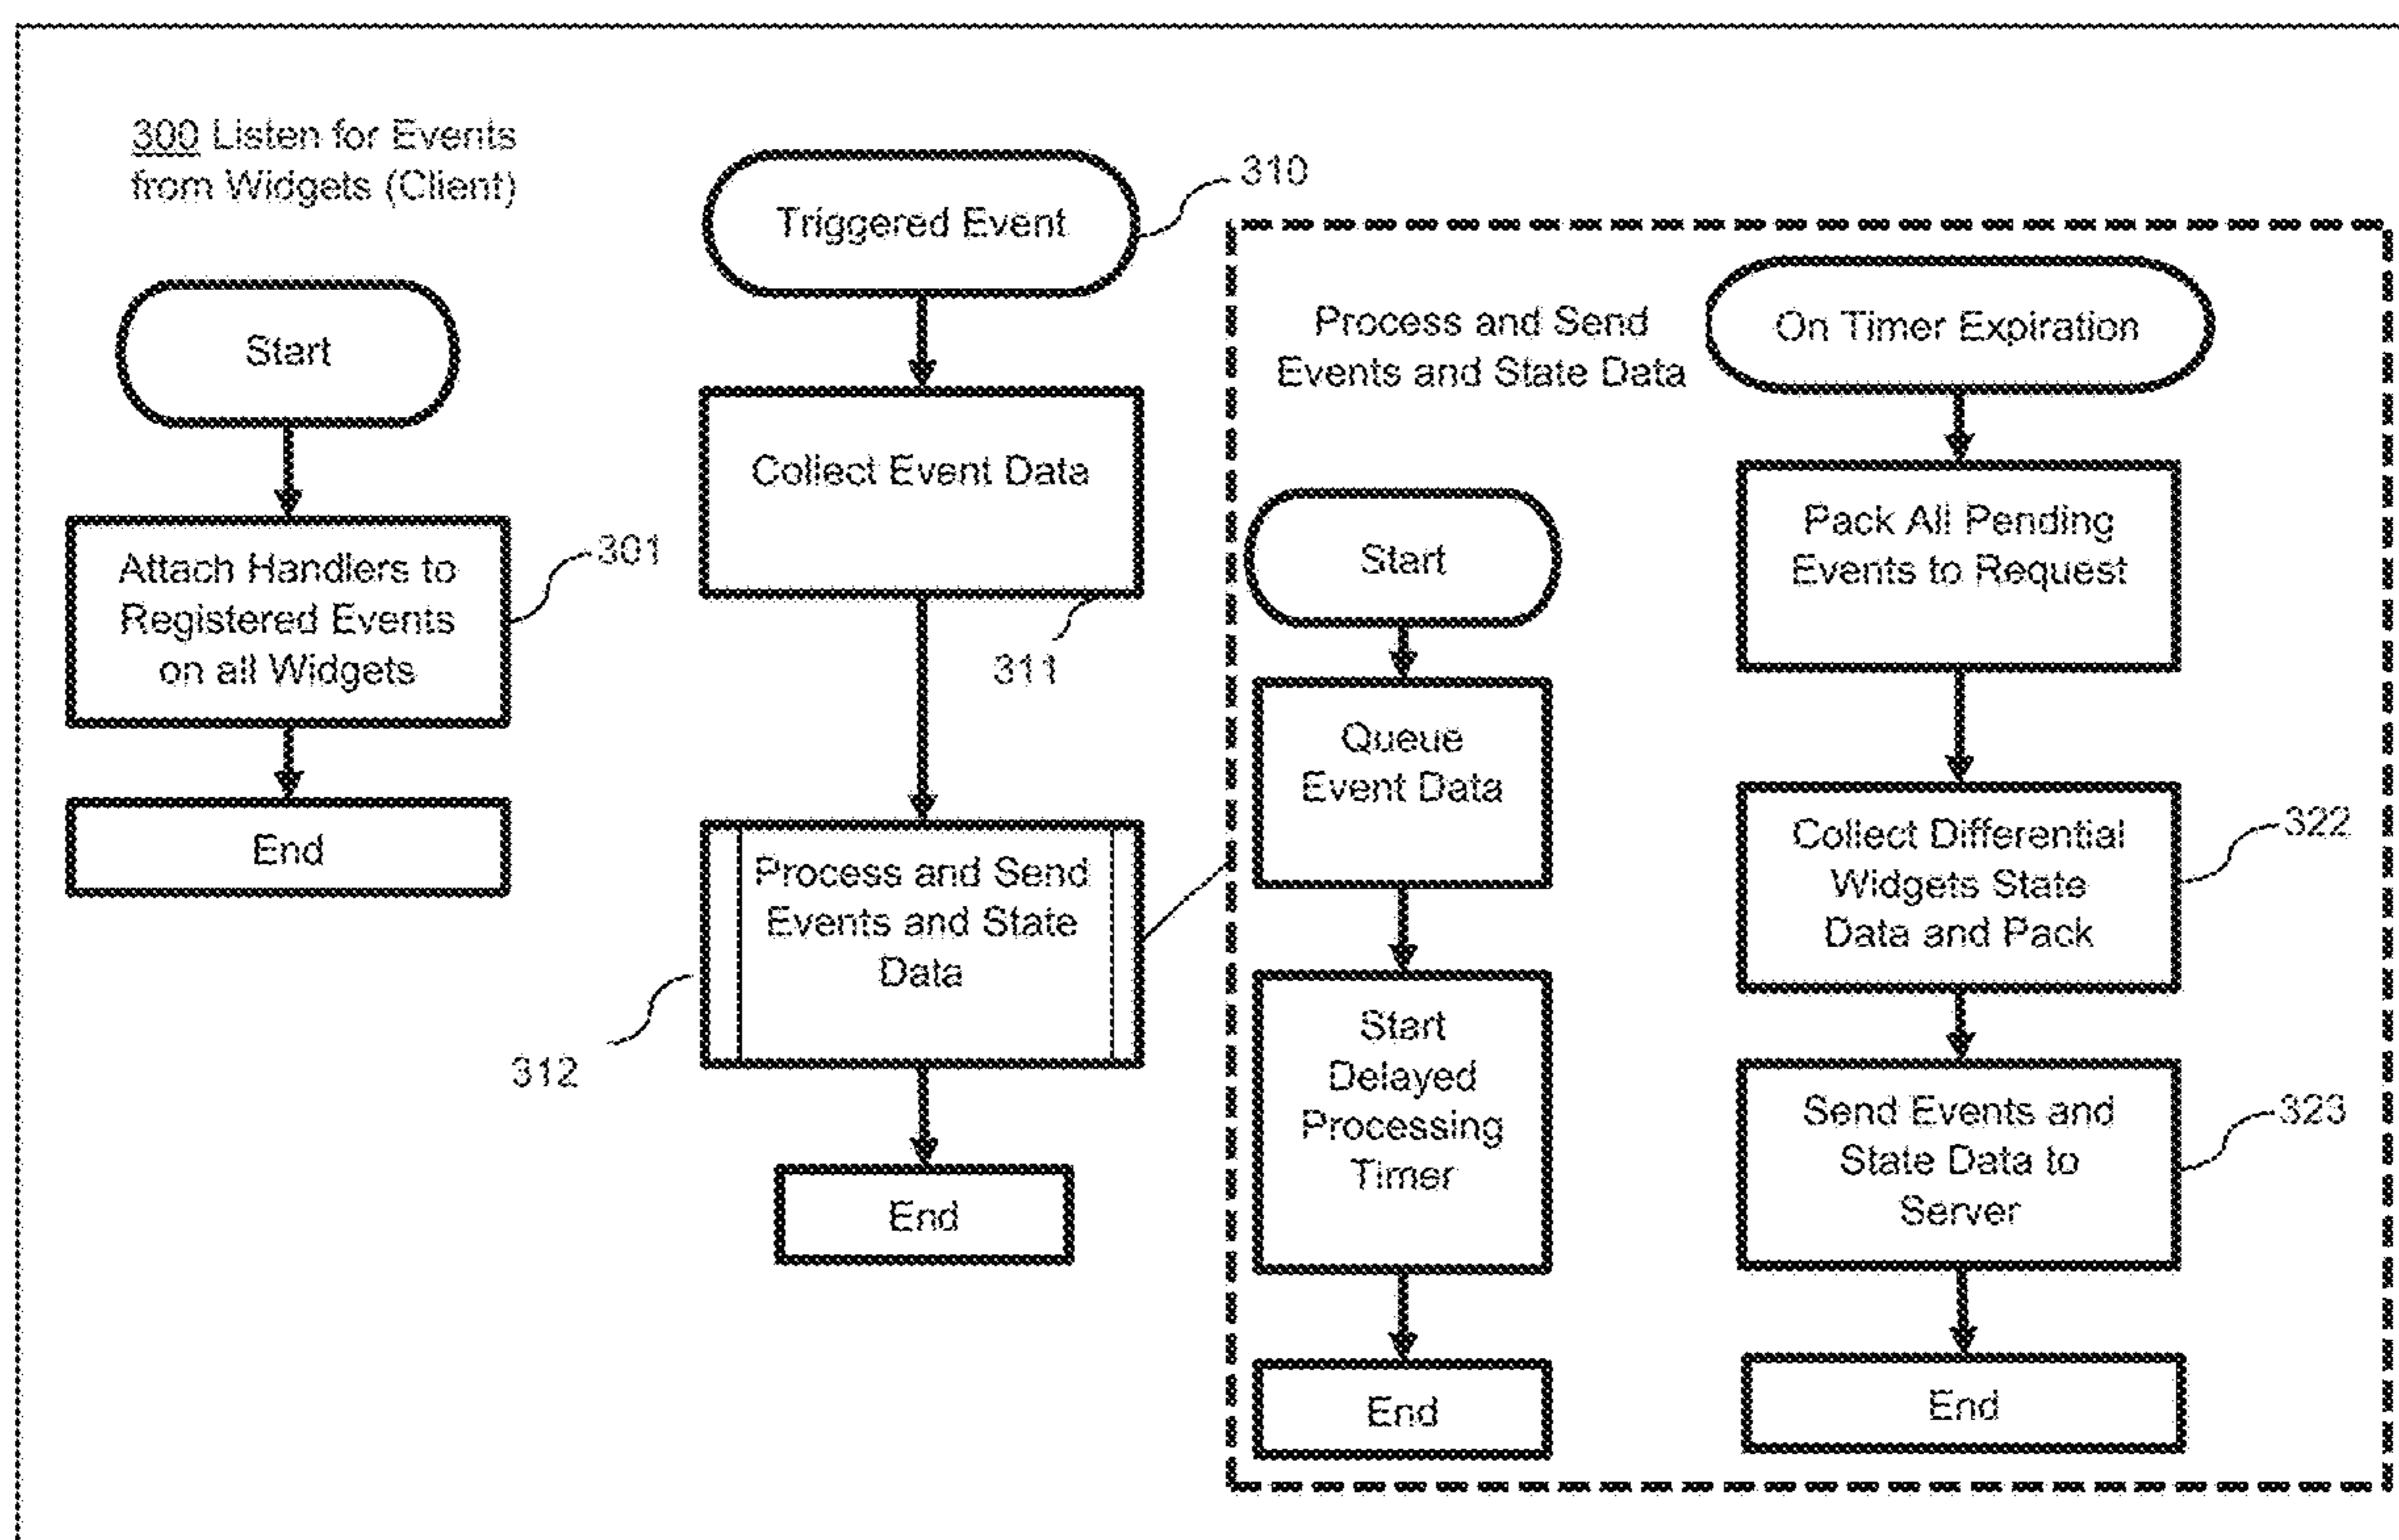 300 Listen for Events
from Widgets (Client)
Start
Attach Handlers to
Registered Events
on all Widgets
301
End
Triggered Event
310
Collect Event Data
311
Process and Send
Events and State
Data
312
End
Process and Send
Events and State Data
Start
Queue
Event Data
Start
Delayed
Processing
Timer
End
On Timer Expiration
Pack All Pending
Events to Request
Collect Differential
Widgets State
Data and Pack
322
Send Events and
State Data to
Server
323
End